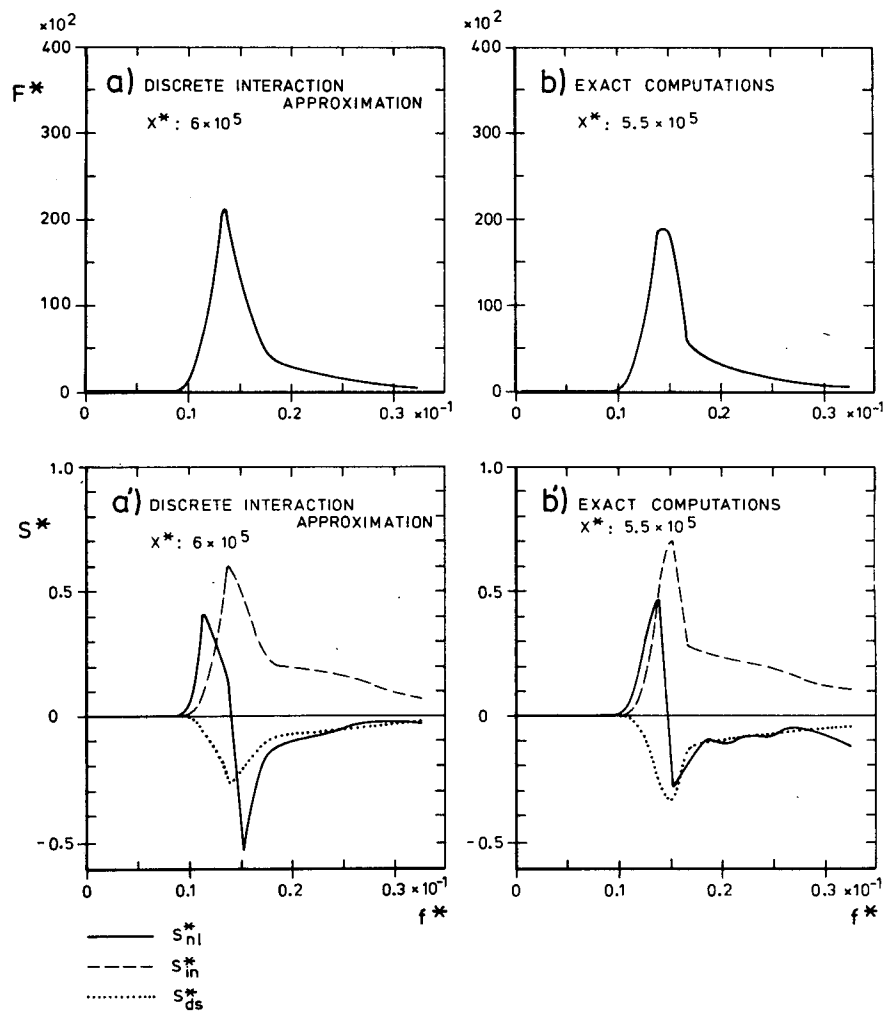 ×10²
400
F*
300
200
100
0
a) DISCRETE INTERACTION
APPROXIMATION
X* : 6×10⁵
0
0.1
0.2
0.3 ×10⁻¹
×10²
400
300
200
100
0
b) EXACT COMPUTATIONS
X* : 5.5×10⁵
0
0.1
0.2
0.3 ×10⁻¹
1.0
S*
0.5
0
-0.5
a') DISCRETE INTERACTION
APPROXIMATION
X* : 6×10⁵
0
0.1
0.2
0.3 ×10⁻¹
f*
1.0
0.5
0
-0.5
b') EXACT COMPUTATIONS
X* : 5.5×10⁵
0
0.1
0.2
0.3 ×10⁻¹
f*
S*nl
S*in
S*ds